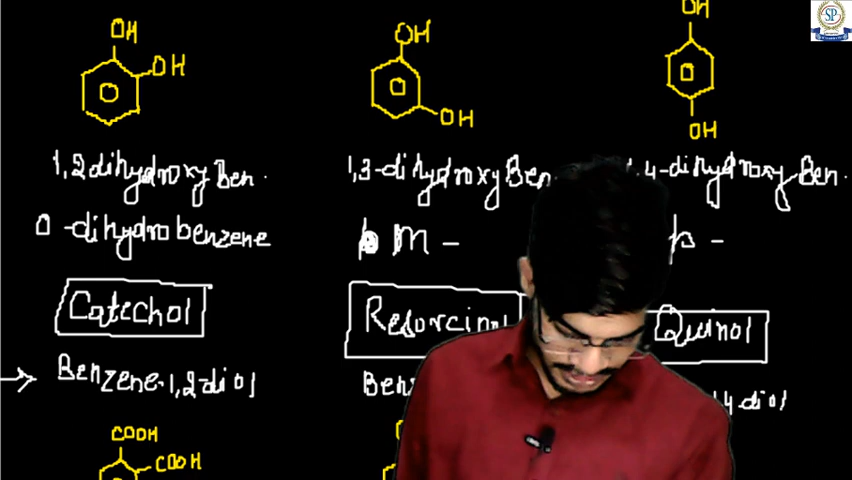 OH
OH
1,2 dihydroxy Ben.
O-dihydrobenzene
Catechol
Benzene-1,2-diol
COOH
COOH
OH
OH
1,3-dihydroxy Ben
m -
Resorcinol
Ben
OH
OH
4-dihydroxy Ben.
p -
Quinol
4 diol
SP